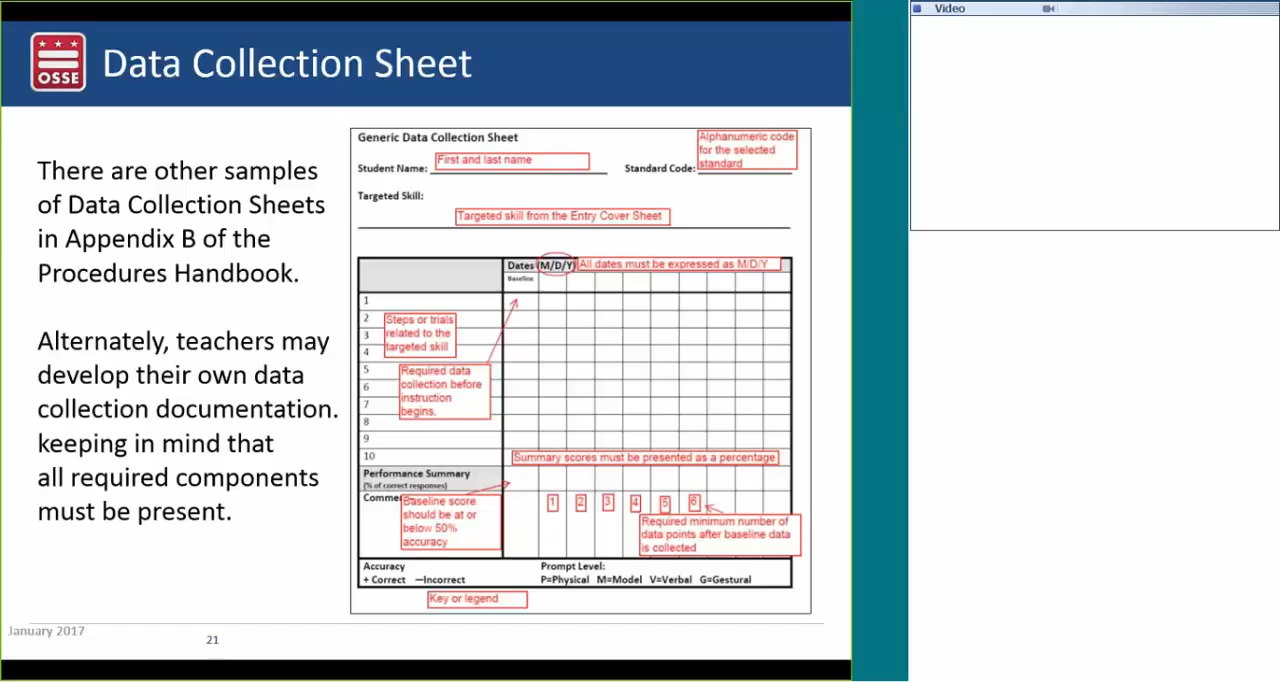 Video
OSSE
Data Collection Sheet
There are other samples
of Data Collection Sheets
in Appendix B of the
Procedures Handbook.
Alternately, teachers may
develop their own data
collection documentation.
keeping in mind that
all required components
must be present.
Generic Data Collection Sheet
Student Name:
First and last name
Standard Code:
Alphanumeric code
for the selected
standard
Targeted Skill:
Targeted skill from the Entry Cover Sheet
Dates (M/D/Y)
All dates must be expressed as M/D/Y
Baseline
1
2
3
4
5
6
7
8
9
10
Steps or trials
related to the
targeted skill
Required data
collection before
instruction
begins.
Summary scores must be presented as a percentage
Performance Summary
(% of correct responses)
Comme
Baseline score
should be at or
below 50%
accuracy
1 2 3 4 5 6
Required minimum number of
data points after baseline data
is collected
Accuracy
+ Correct —Incorrect
Prompt Level:
P=Physical M=Model V=Verbal G=Gestural
Key or legend
January 2017
21